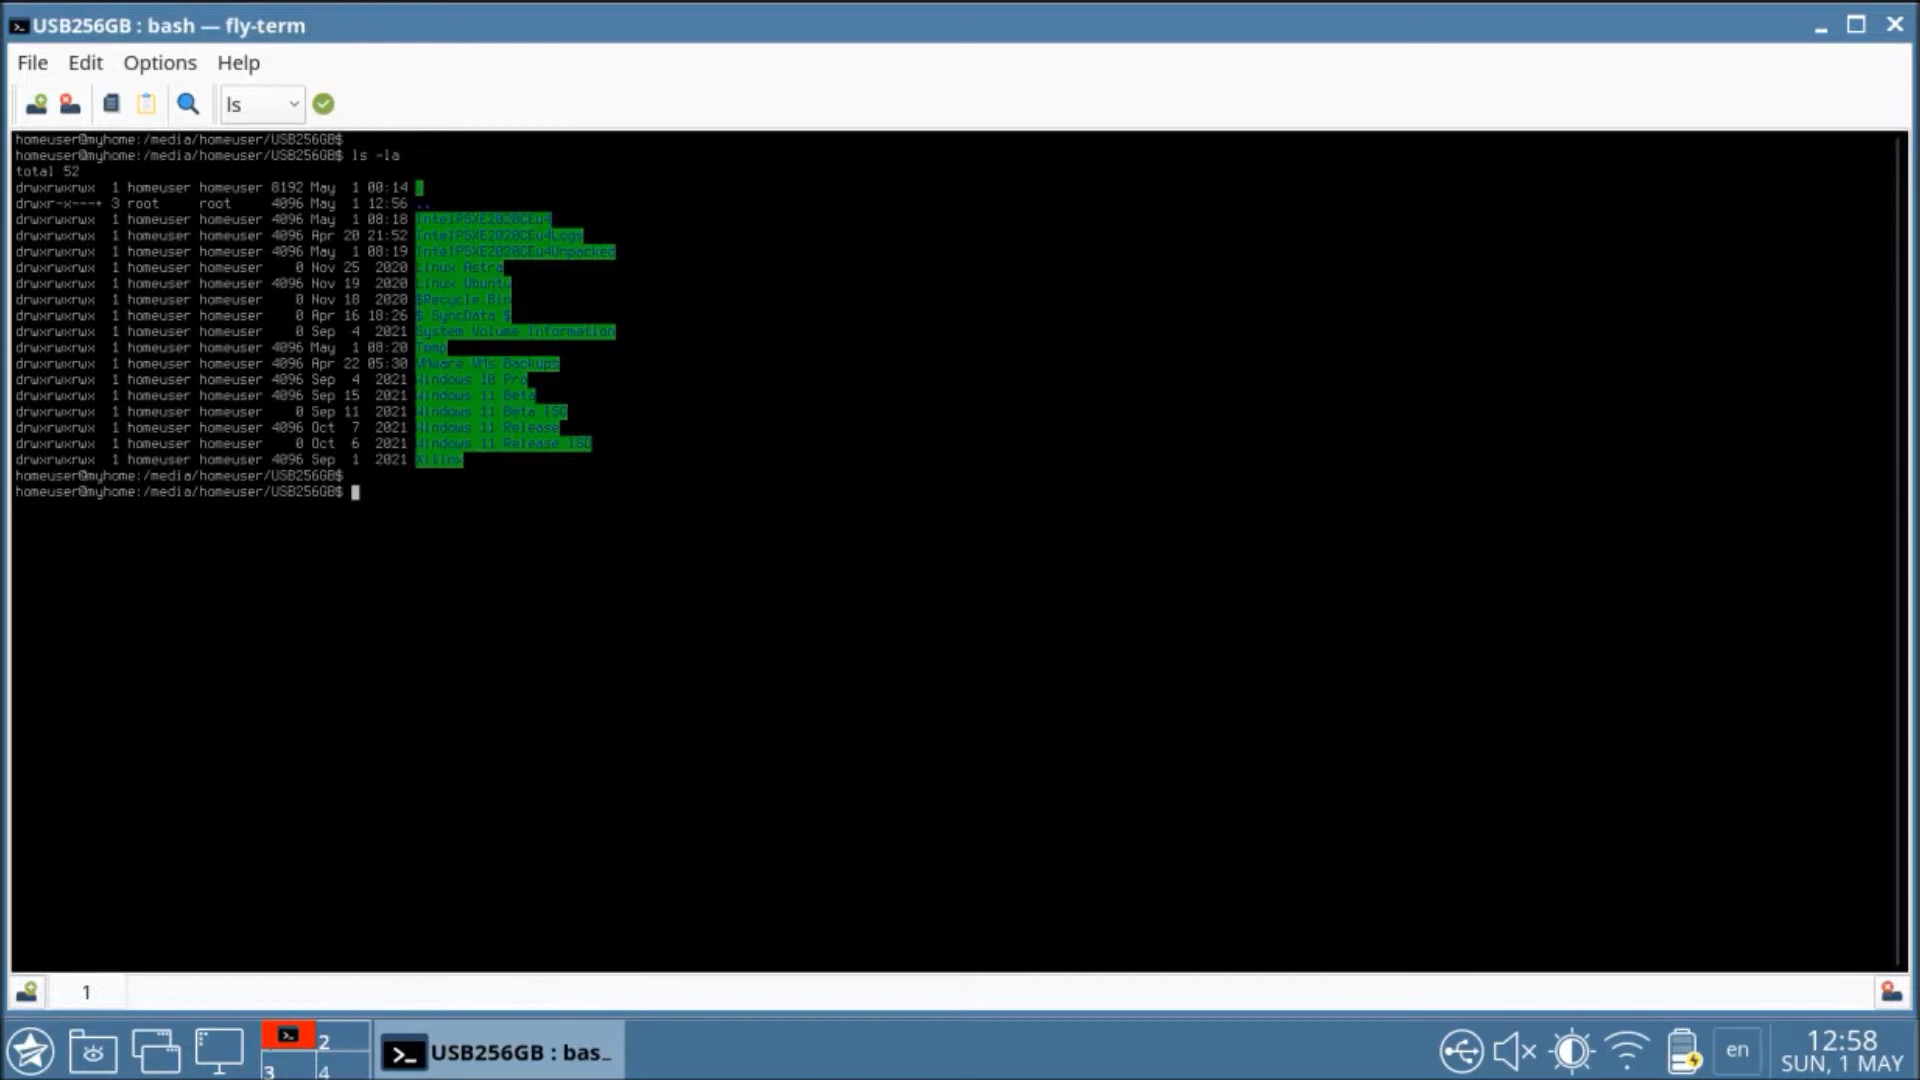 USB256GB : bash — fly-term
File Edit Options Help
ls
homeuser@myhome:/media/homeuser/USB256GB$
homeuser@myhome:/media/homeuser/USB256GB$ ls -la
total 52
drwxrwxrwx 1 homeuser homeuser 8192 May 1 00:14 .
drwxr-x---+ 3 root root 4096 May 1 12:56 ..
drwxrwxrwx 1 homeuser homeuser 4096 May 1 08:18 IntelPSXE2020CEu4
drwxrwxrwx 1 homeuser homeuser 4096 Apr 20 21:52 IntelPSXE2020CEu4Logs
drwxrwxrwx 1 homeuser homeuser 4096 May 1 08:19 IntelPSXE2020CEu4Unpacked
drwxrwxrwx 1 homeuser homeuser 0 Nov 25 2020 Linux Astra
drwxrwxrwx 1 homeuser homeuser 4096 Nov 19 2020 Linux Ubuntu
drwxrwxrwx 1 homeuser homeuser 0 Nov 18 2020 $Recycle.Bin
drwxrwxrwx 1 homeuser homeuser 0 Apr 16 18:26 $ SyncData $
drwxrwxrwx 1 homeuser homeuser 0 Sep 4 2021 System Volume Information
drwxrwxrwx 1 homeuser homeuser 4096 May 1 08:20 Temp
drwxrwxrwx 1 homeuser homeuser 4096 Apr 22 05:30 VMware VMs Backups
drwxrwxrwx 1 homeuser homeuser 4096 Sep 4 2021 Windows 10 Pro
drwxrwxrwx 1 homeuser homeuser 4096 Sep 15 2021 Windows 11 Beta
drwxrwxrwx 1 homeuser homeuser 0 Sep 11 2021 Windows 11 Beta ISO
drwxrwxrwx 1 homeuser homeuser 4096 Oct 7 2021 Windows 11 Release
drwxrwxrwx 1 homeuser homeuser 0 Oct 6 2021 Windows 11 Release ISO
drwxrwxrwx 1 homeuser homeuser 4096 Sep 1 2021 Xilinx
homeuser@myhome:/media/homeuser/USB256GB$
homeuser@myhome:/media/homeuser/USB256GB$
1
2
3 4
USB256GB : bas...
en
12:58
SUN, 1 MAY